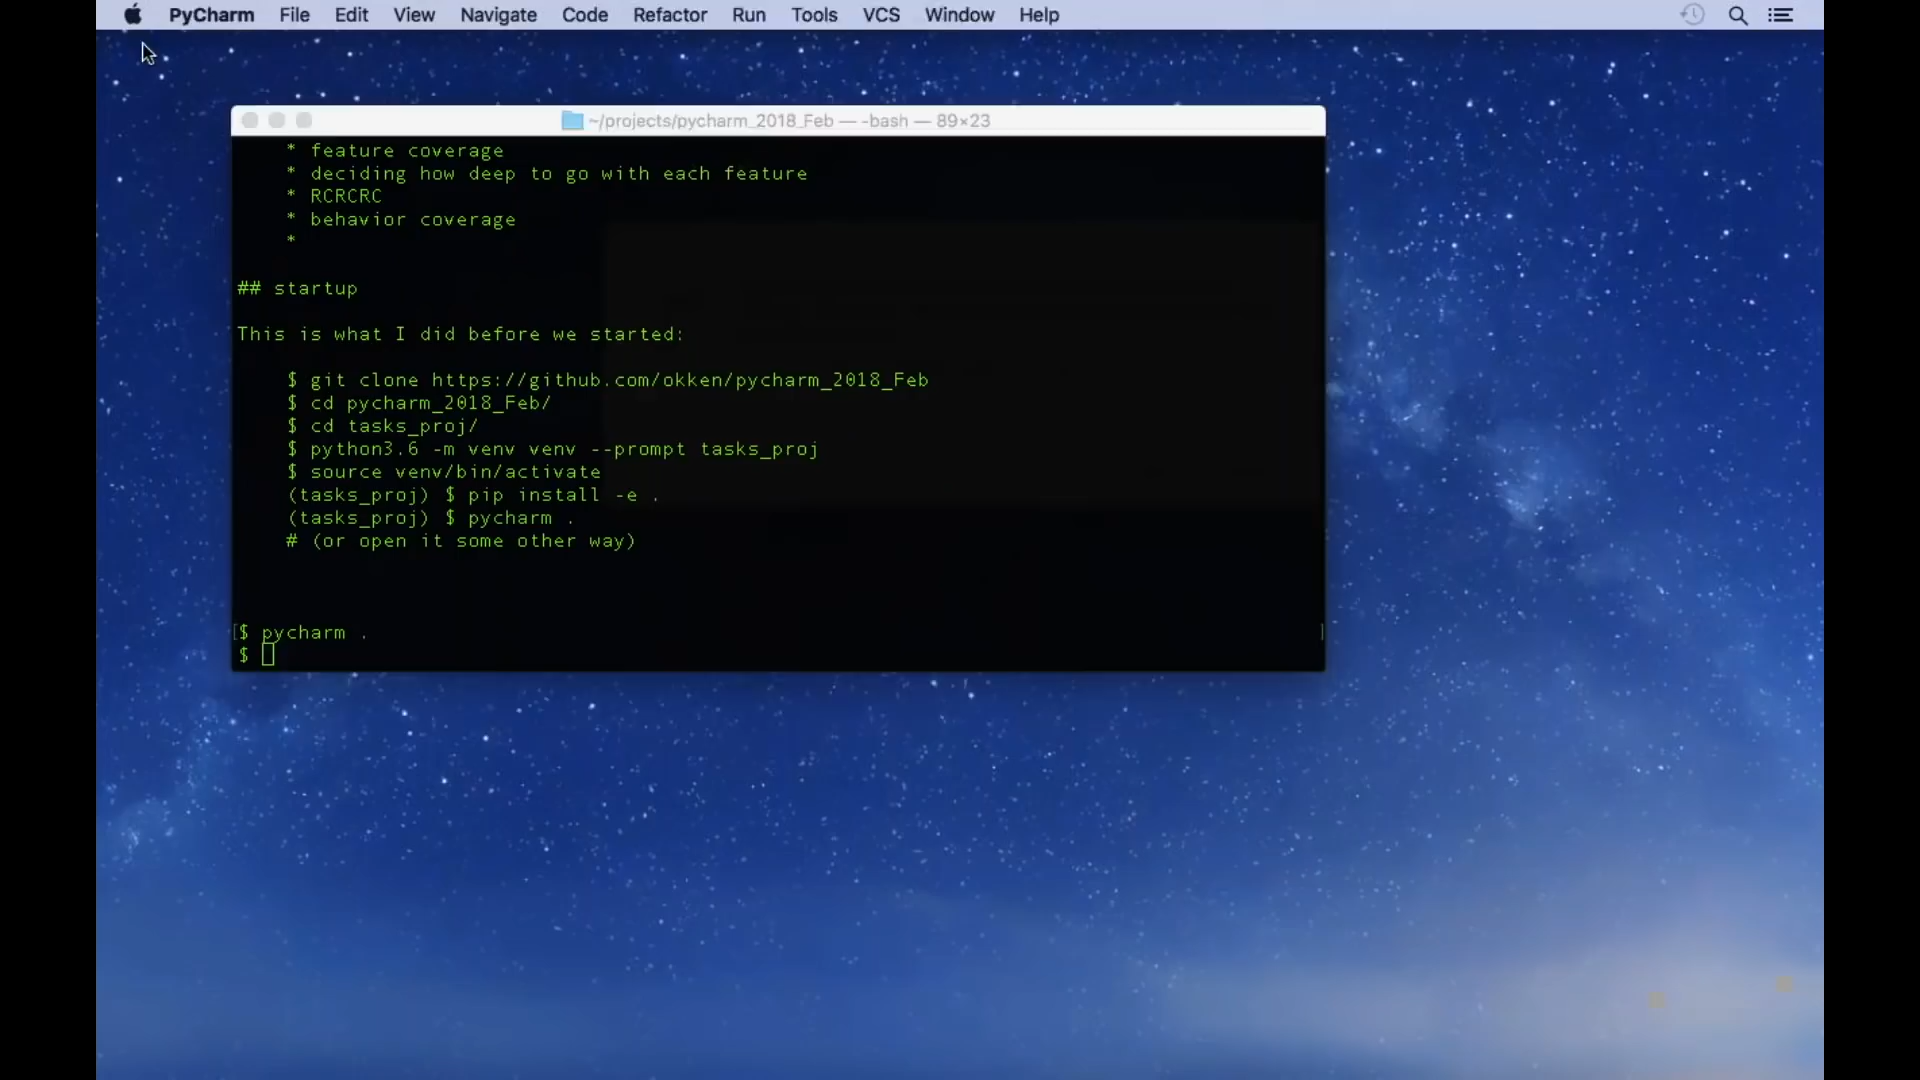 PyCharm File Edit View Navigate Code Refactor Run Tools VCS Window Help
~/projects/pycharm_2018_Feb — -bash — 89×23
* feature coverage
* deciding how deep to go with each feature
* RCRCRC
* behavior coverage
*
## startup
This is what I did before we started:
$ git clone https://github.com/okken/pycharm_2018_Feb
$ cd pycharm_2018_Feb/
$ cd tasks_proj/
$ python3.6 -m venv venv --prompt tasks_proj
$ source venv/bin/activate
(tasks_proj) $ pip install -e .
(tasks_proj) $ pycharm .
# (or open it some other way)
[$ pycharm . ]
$